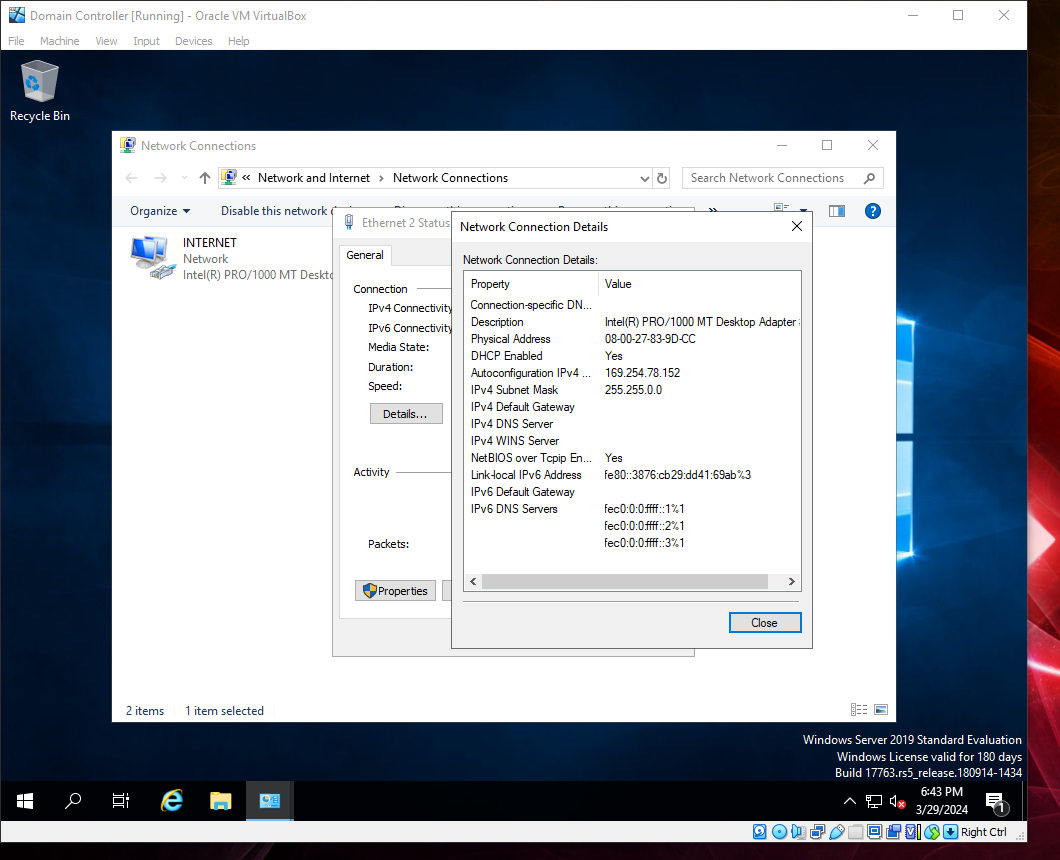 Domain Controller [Running] - Oracle VM VirtualBox
File Machine View Input Devices Help
Recycle Bin
Network Connections
« Network and Internet > Network Connections
Search Network Connections
Organize
Disable this network
»
?
INTERNET
Network
Intel(R) PRO/1000 MT Deskto
Ethernet 2 Status
General
Connection
IPv4 Connectivity
IPv6 Connectivity
Media State:
Duration:
Speed:
Details...
Activity
Packets:
Properties
Network Connection Details
Network Connection Details:
Property Value
Connection-specific DN...
Description Intel(R) PRO/1000 MT Desktop Adapter
Physical Address 08-00-27-83-9D-CC
DHCP Enabled Yes
Autoconfiguration IPv4 ... 169.254.78.152
IPv4 Subnet Mask 255.255.0.0
IPv4 Default Gateway
IPv4 DNS Server
IPv4 WINS Server
NetBIOS over Tcpip En... Yes
Link-local IPv6 Address fe80::3876:cb29:dd41:69ab%3
IPv6 Default Gateway
IPv6 DNS Servers fec0:0:0:ffff::1%1
fec0:0:0:ffff::2%1
fec0:0:0:ffff::3%1
Close
2 items 1 item selected
Windows Server 2019 Standard Evaluation
Windows License valid for 180 days
Build 17763.rs5_release.180914-1434
6:43 PM
3/29/2024
1
Right Ctrl